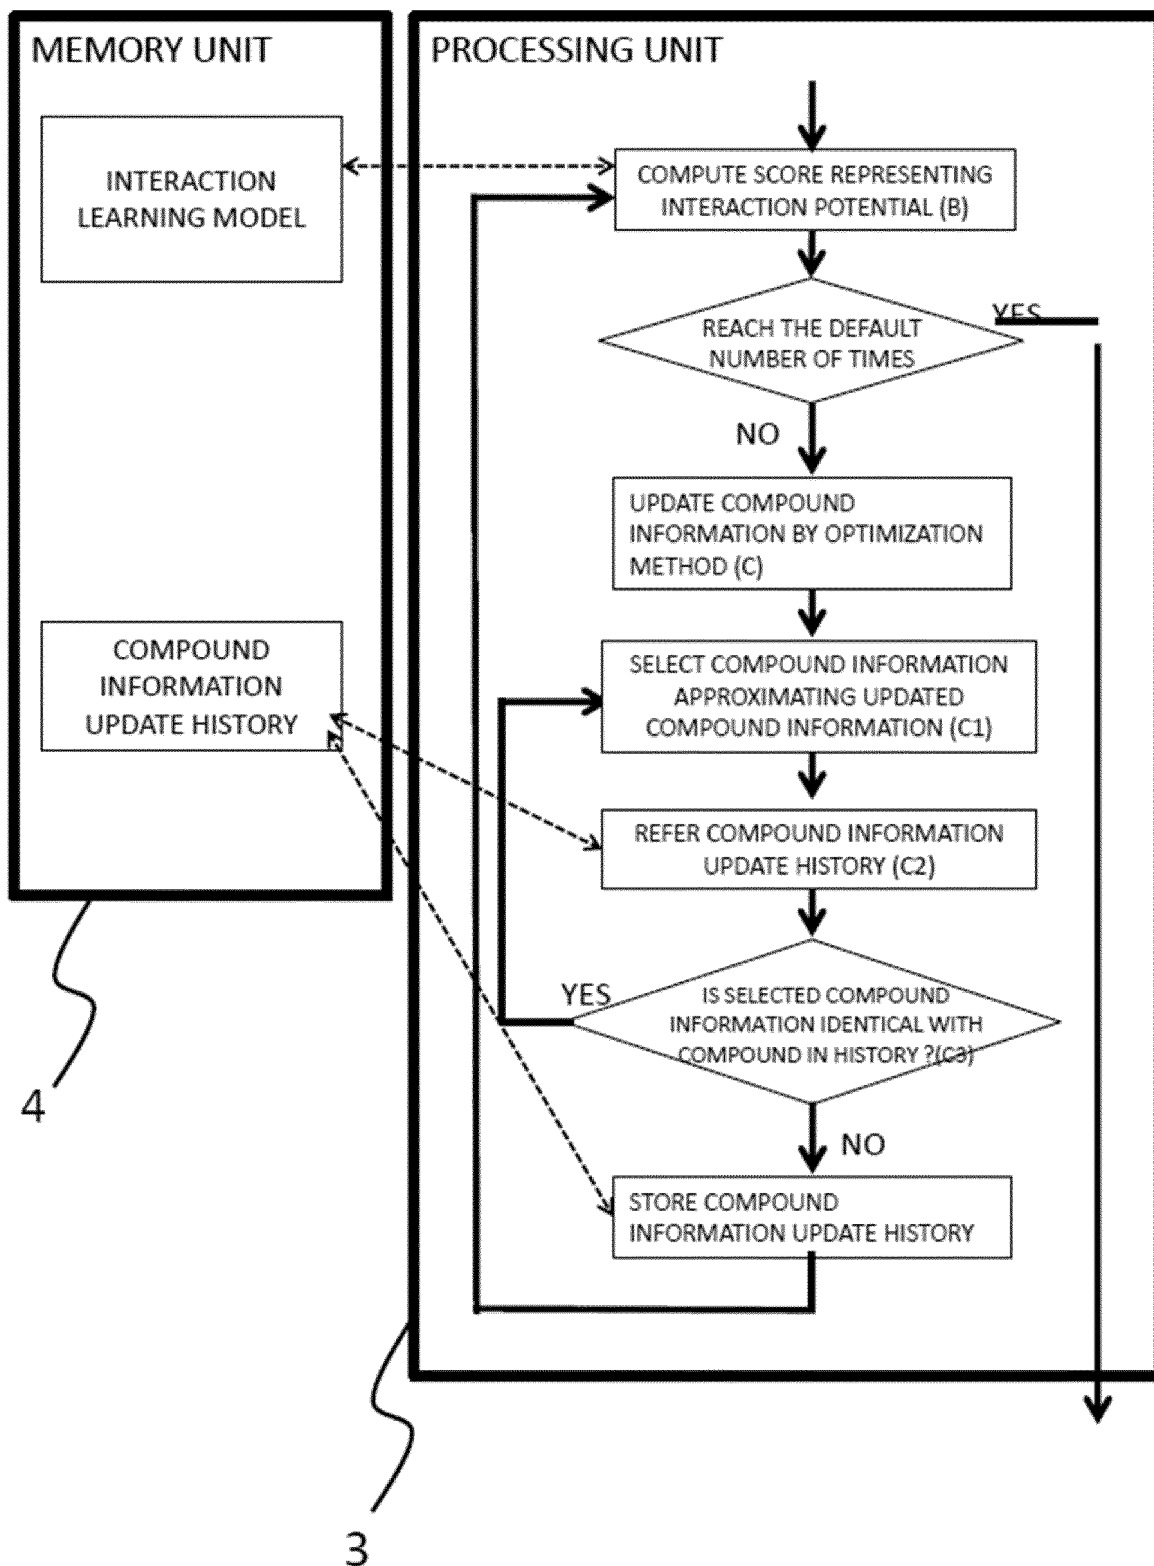 MEMORY UNIT
INTERACTION
LEARNING MODEL
COMPOUND
INFORMATION
UPDATE HISTORY
4
PROCESSING UNIT
COMPUTE SCORE REPRESENTING
INTERACTION POTENTIAL (B)
REACH THE DEFAULT
NUMBER OF TIMES
YES
NO
UPDATE COMPOUND
INFORMATION BY OPTIMIZATION
METHOD (C)
SELECT COMPOUND INFORMATION
APPROXIMATING UPDATED
COMPOUND INFORMATION (C1)
REFER COMPOUND INFORMATION
UPDATE HISTORY (C2)
YES
IS SELECTED COMPOUND
INFORMATION IDENTICAL WITH
COMPOUND IN HISTORY ?(C3)
NO
STORE COMPOUND
INFORMATION UPDATE HISTORY
3